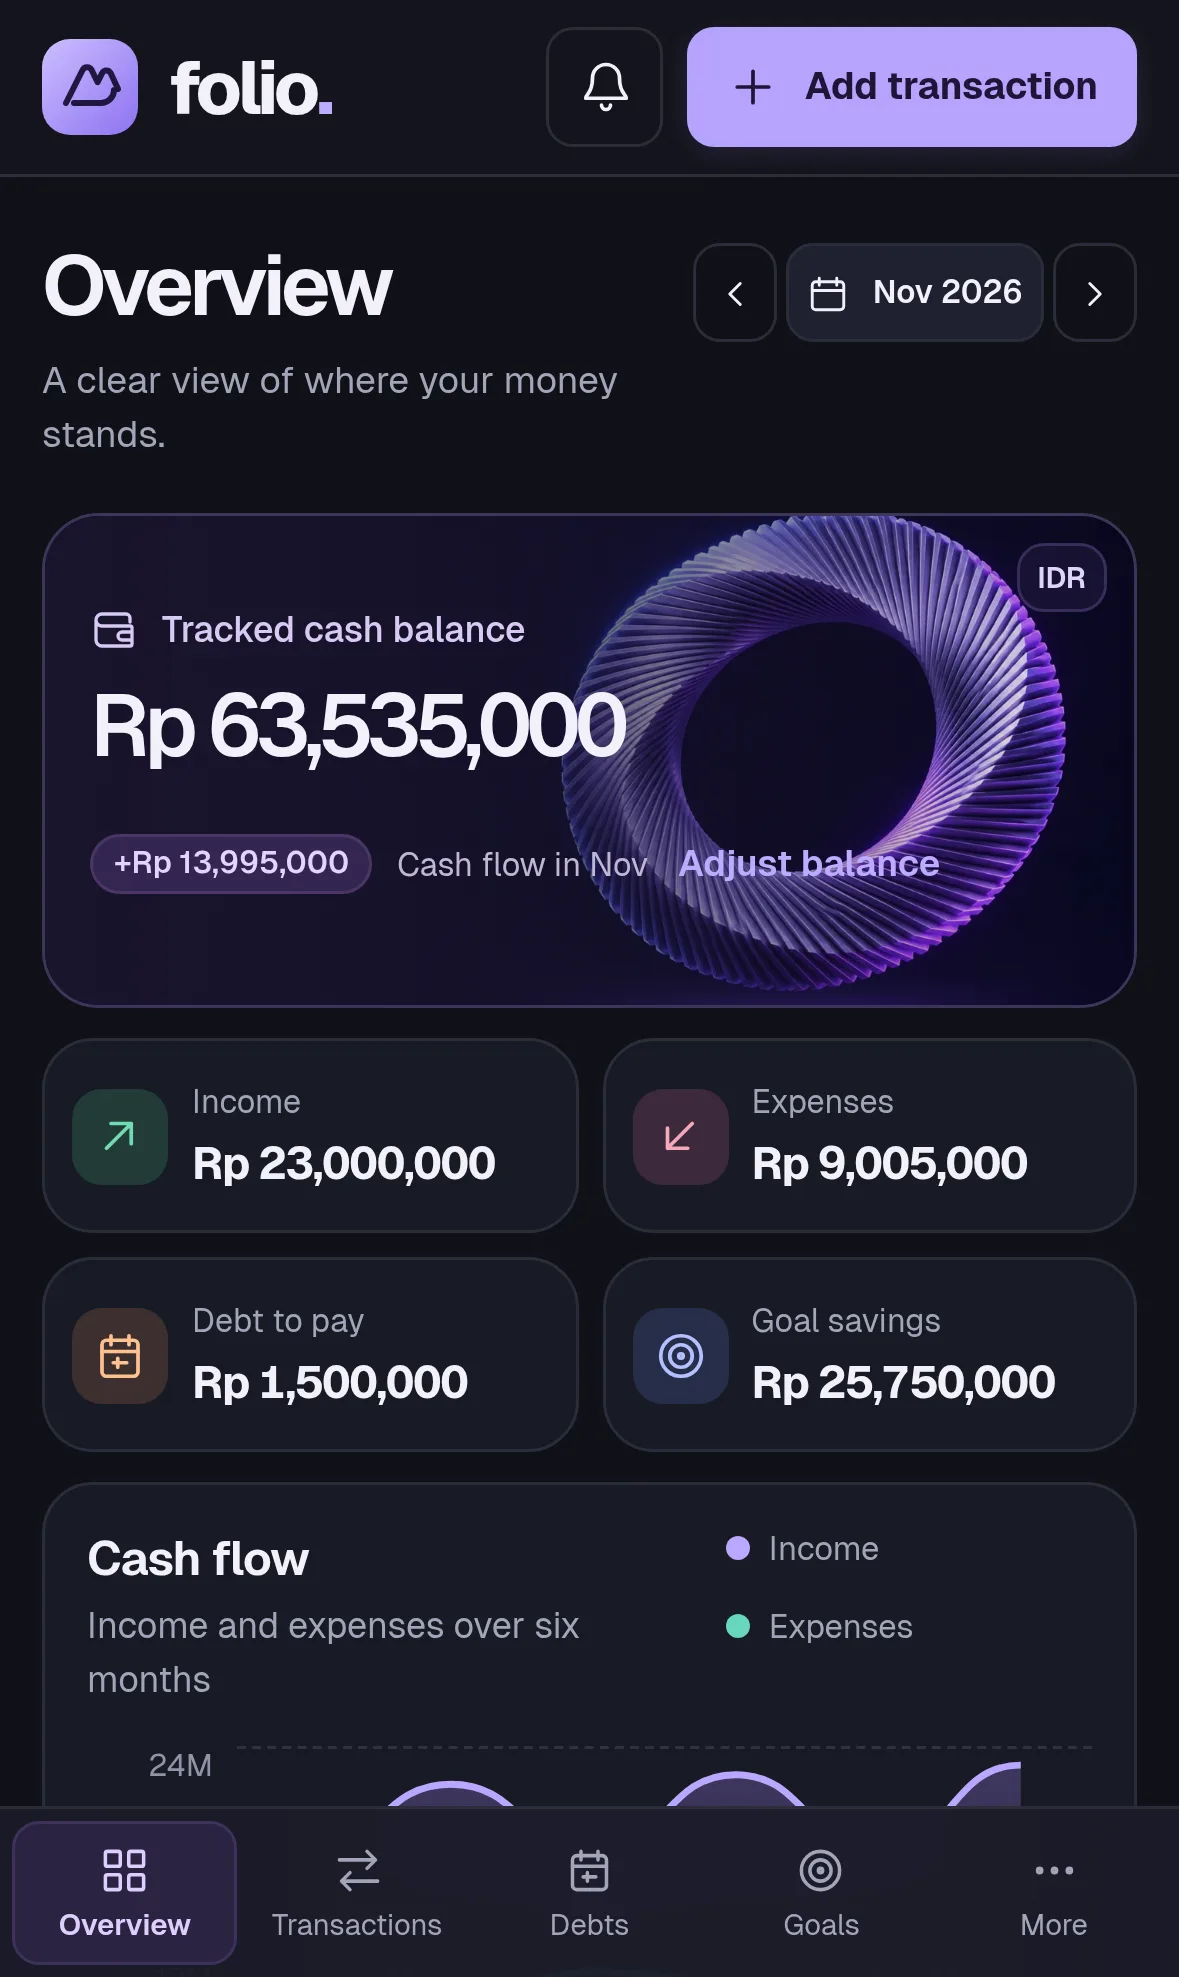 folio.
Add transaction
Overview
Nov 2026
A clear view of where your money
stands.
IDR
Tracked cash balance
Rp 63,535,000
+Rp 13,995,000 Cash flow in Nov Adjust balance
Income
Rp 23,000,000
Expenses
Rp 9,005,000
Debt to pay
Rp 1,500,000
Goal savings
Rp 25,750,000
Cash flow
Income and expenses over six
months
Income
Expenses
24M
Overview
Transactions
Debts
Goals
More